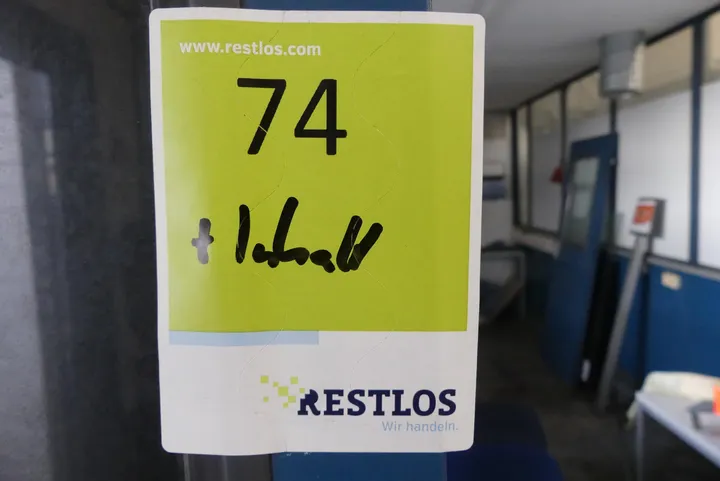 www.restlos.com
74
+ Inhalt
RESTLOS
Wir handeln.